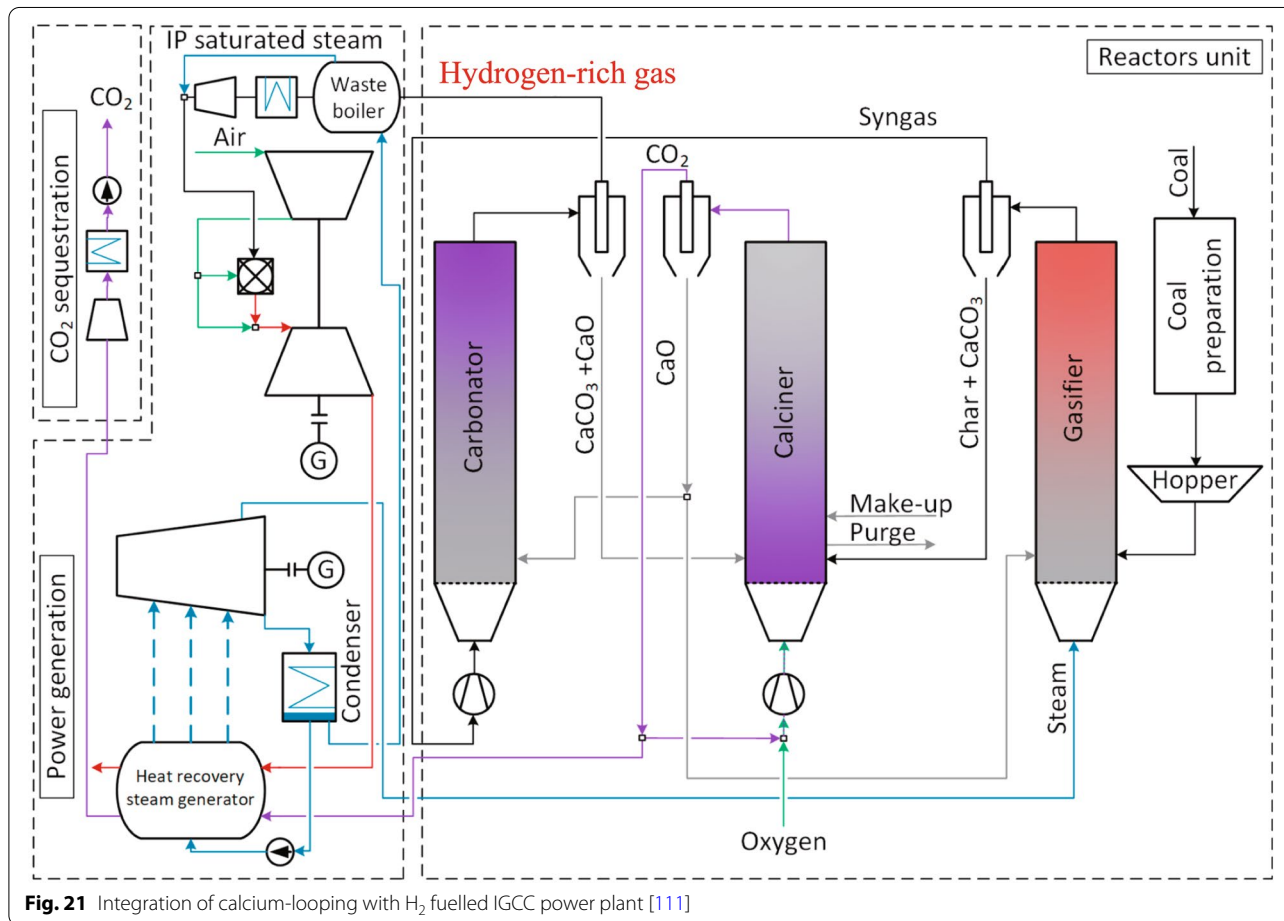 IP saturated steam
Waste
boiler
Hydrogen-rich gas
Reactors unit
CO₂
CO₂ sequestration
Air
Syngas
CO₂
Coal
Coal
preparation
Hopper
Carbonator
CaCO₃ +CaO
CaO
Calciner
Char + CaCO₃
Gasifier
Make-up
Purge
G
Power generation
G
Condenser
Heat recovery
steam generator
Steam
Oxygen
Fig. 21 Integration of calcium-looping with H₂ fuelled IGCC power plant [111]